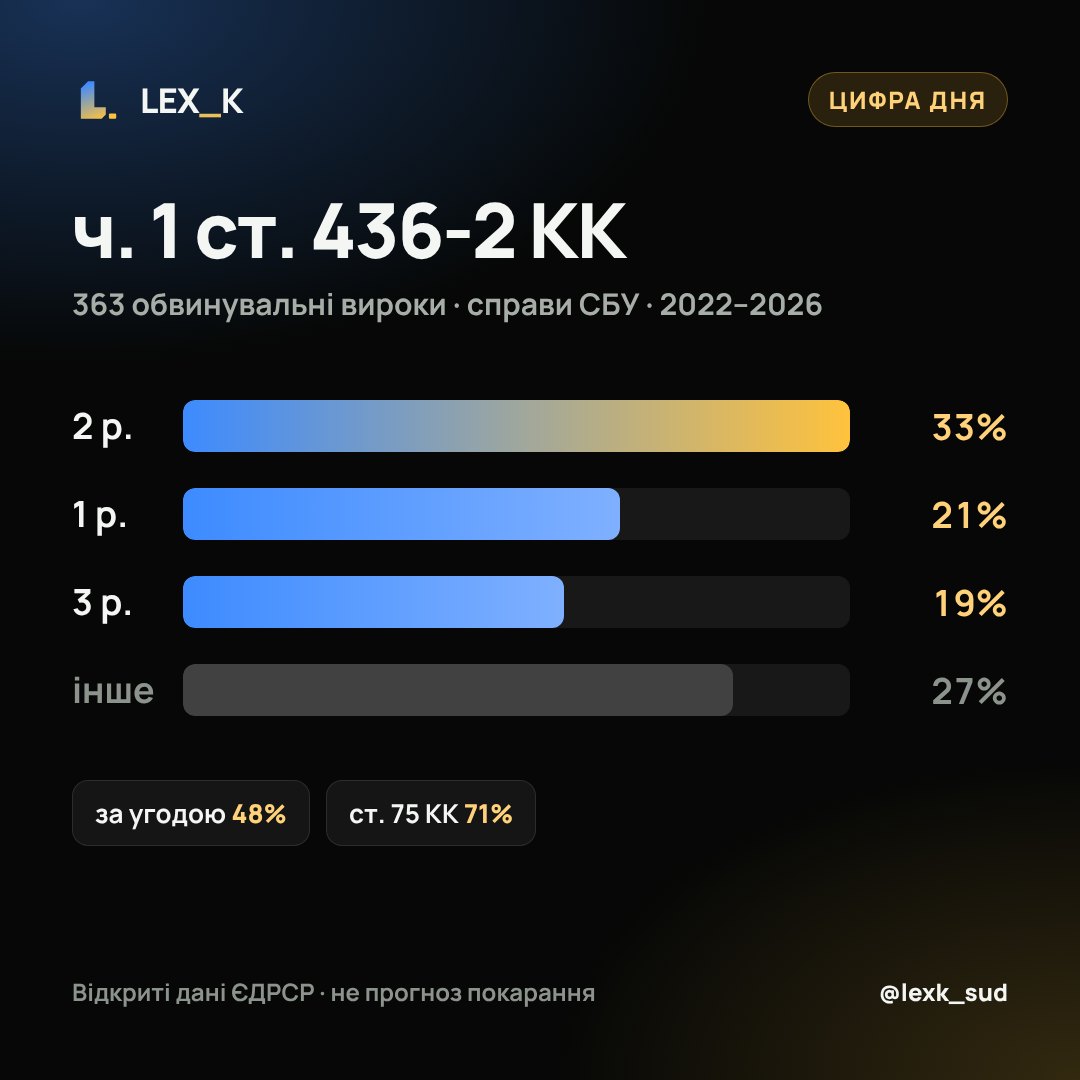 LEX_K
ЦИФРА ДНЯ
ч. 1 ст. 436-2 КК
363 обвинувальні вироки · справи СБУ · 2022–2026
2 р. 33%
1 р. 21%
3 р. 19%
інше 27%
за угодою 48%
ст. 75 КК 71%
Відкриті дані ЄДРСР · не прогноз покарання
@lexk_sud